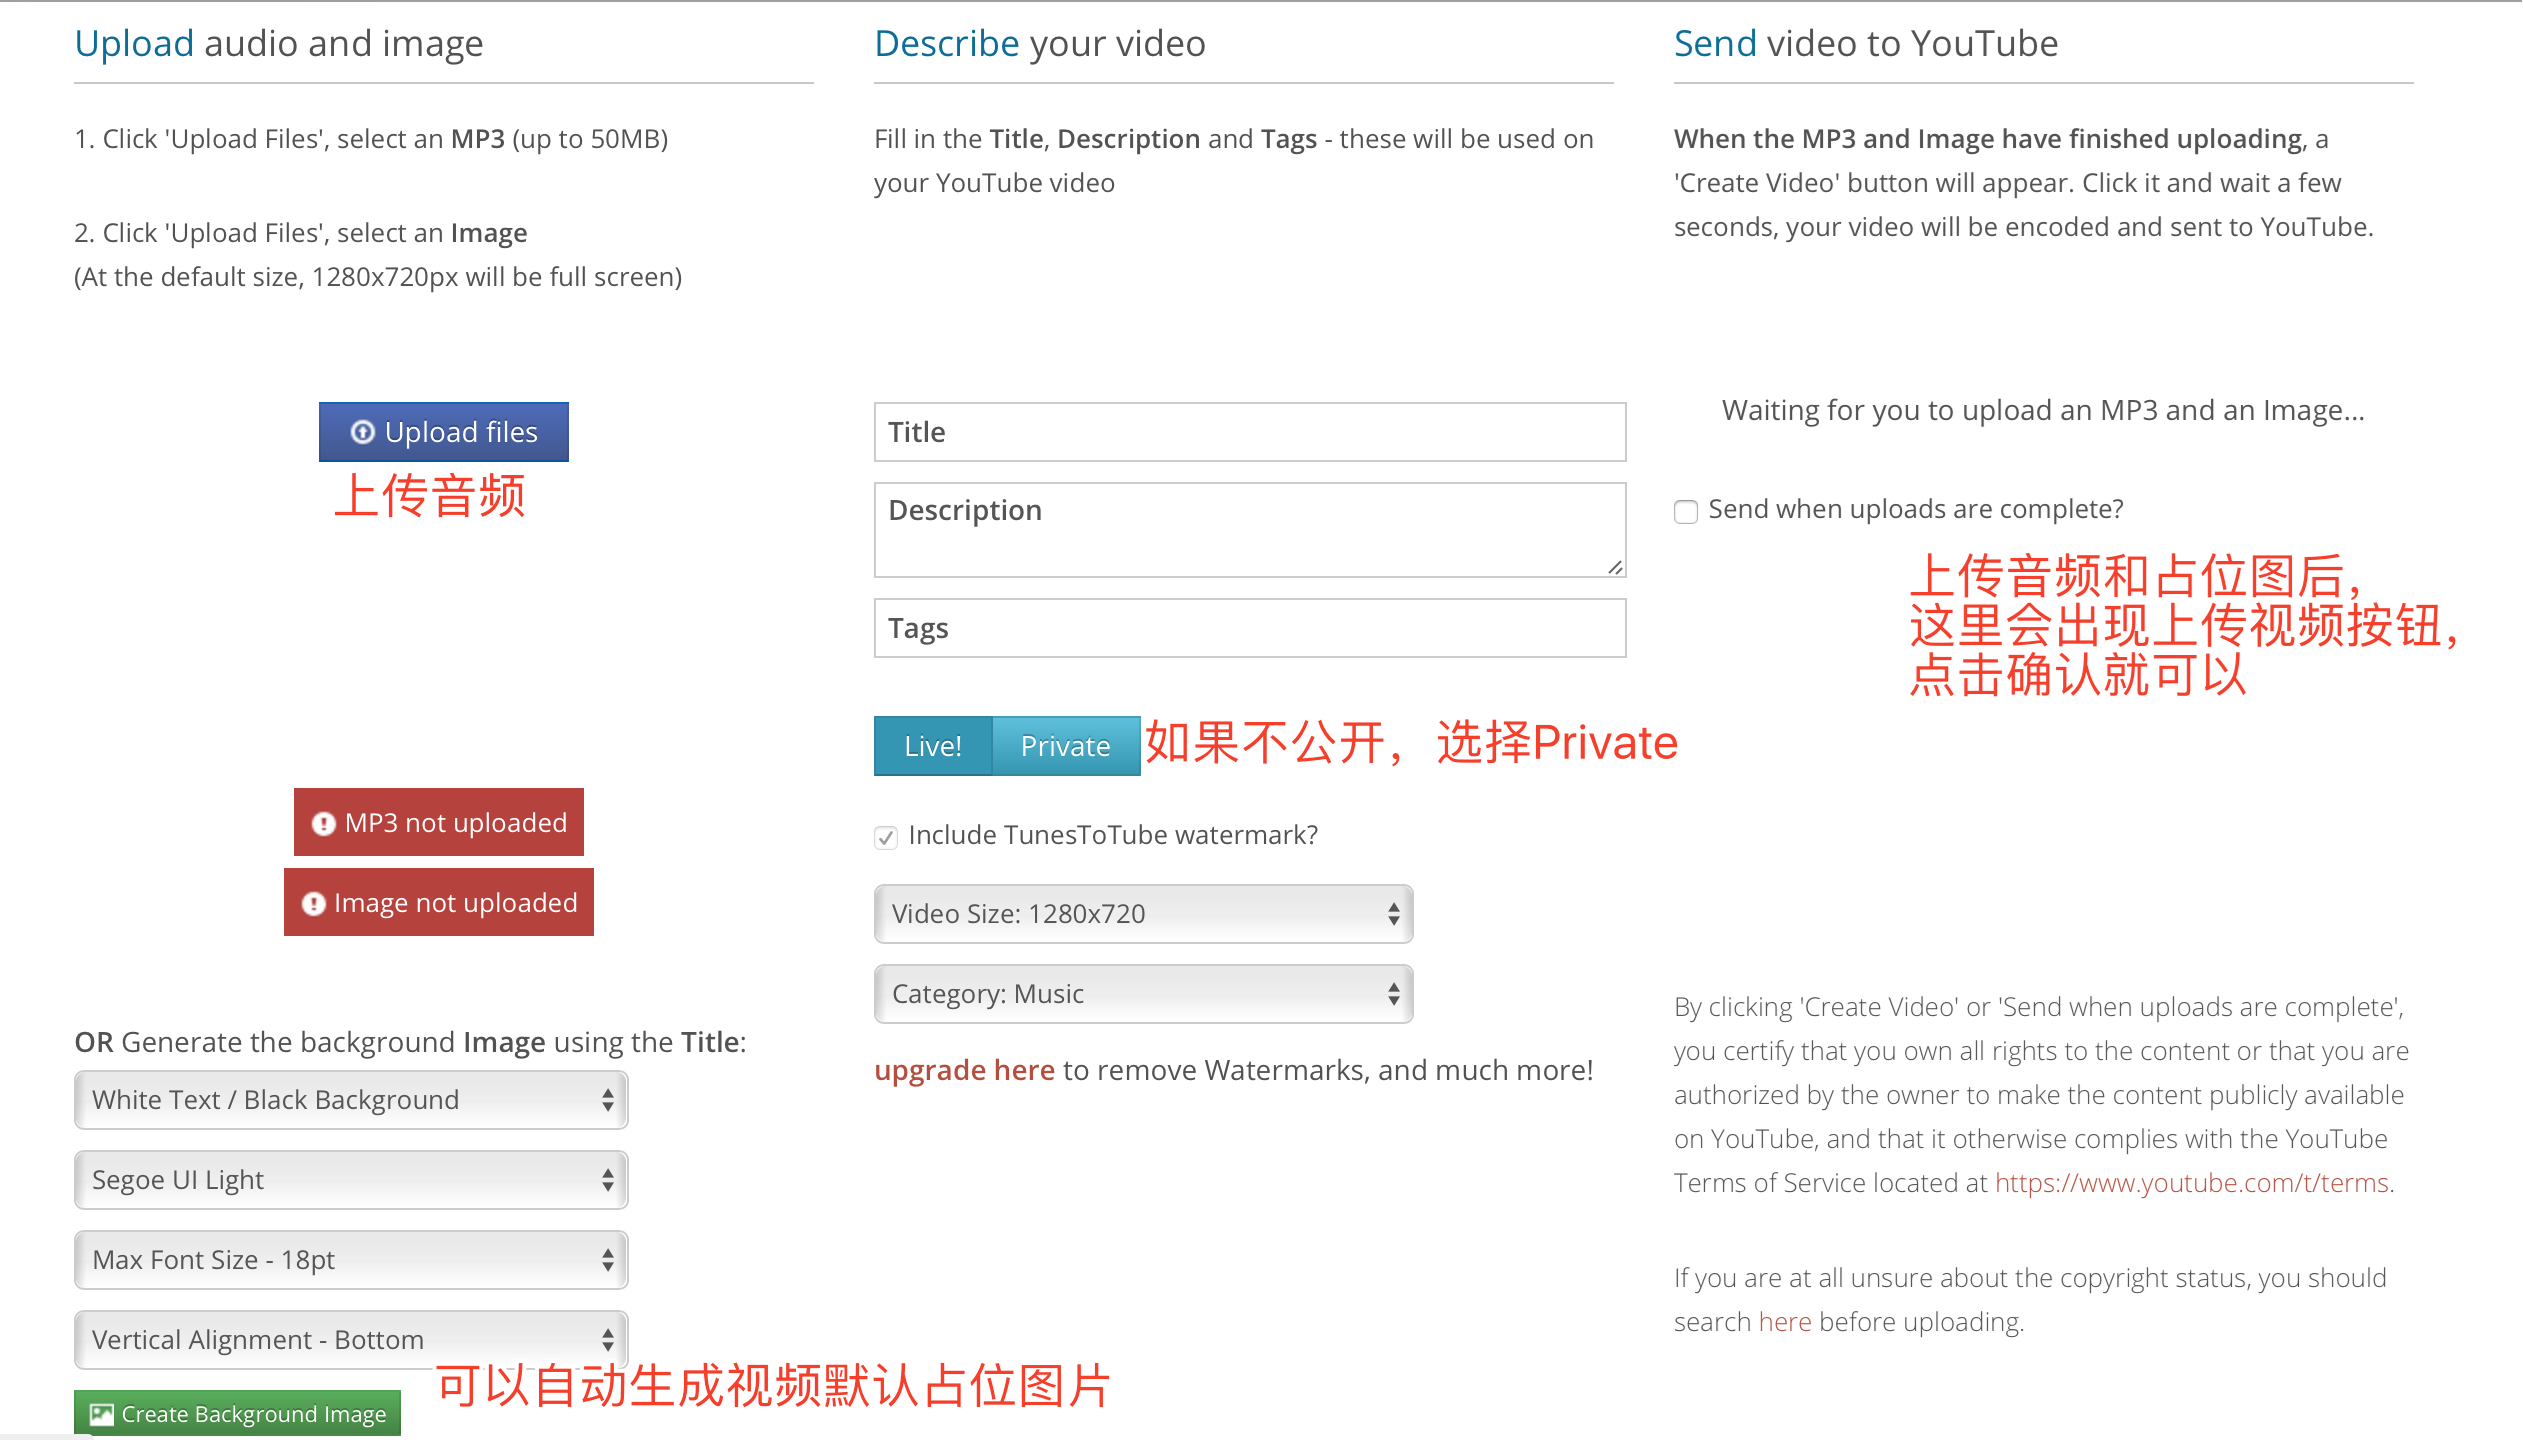 Upload audio and image
1. Click 'Upload Files', select an MP3 (up to 50MB)
2. Click 'Upload Files', select an Image
(At the default size, 1280x720px will be full screen)
Upload files
上传音频
MP3 not uploaded
Image not uploaded
OR Generate the background Image using the Title:
White Text / Black Background
Segoe UI Light
Max Font Size - 18pt
Vertical Alignment - Bottom
可以自动生成视频默认占位图片
Create Background Image
Describe your video
Fill in the Title, Description and Tags - these will be used on
your YouTube video
Title
Description
Tags
Live!
Private
如果不公开，选择Private
Include TunesToTube watermark?
Video Size: 1280x720
Category: Music
upgrade here to remove Watermarks, and much more!
Send video to YouTube
When the MP3 and Image have finished uploading, a
'Create Video' button will appear. Click it and wait a few
seconds, your video will be encoded and sent to YouTube.
Waiting for you to upload an MP3 and an Image...
Send when uploads are complete?
上传音频和占位图后，
这里会出现上传视频按钮，
点击确认就可以
By clicking 'Create Video' or 'Send when uploads are complete',
you certify that you own all rights to the content or that you are
authorized by the owner to make the content publicly available
on YouTube, and that it otherwise complies with the YouTube
Terms of Service located at https://www.youtube.com/t/terms.
If you are at all unsure about the copyright status, you should
search here before uploading.